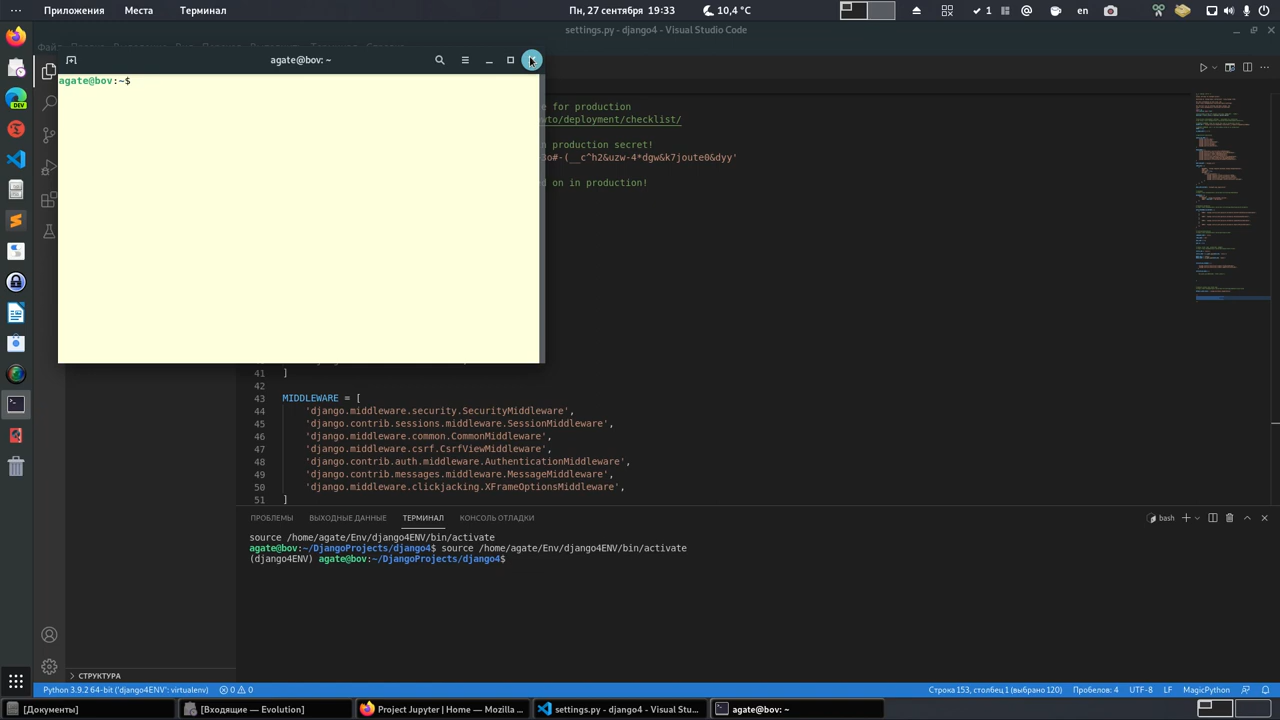 Приложения Места Терминал Пн, 27 сентября 19:33 10,4 °C 1 en
settings.py - django4 - Visual Studio Code
agate@bov: ~
agate@bov:~$
e for production
wto/deployment/checklist/
production secret!
o#-(__c^h2&uzw-4*dgw&k7joute0&dyy'
d on in production!
DEV
41 ]
42
43 MIDDLEWARE = [
44 'django.middleware.security.SecurityMiddleware',
45 'django.contrib.sessions.middleware.SessionMiddleware',
46 'django.middleware.common.CommonMiddleware',
47 'django.middleware.csrf.CsrfViewMiddleware',
48 'django.contrib.auth.middleware.AuthenticationMiddleware',
49 'django.contrib.messages.middleware.MessageMiddleware',
50 'django.middleware.clickjacking.XFrameOptionsMiddleware',
51 ]
ПРОБЛЕМЫ ВЫХОДНЫЕ ДАННЫЕ ТЕРМИНАЛ КОНСОЛЬ ОТЛАДКИ bash
source /home/agate/Env/django4ENV/bin/activate
agate@bov:~/DjangoProjects/django4$ source /home/agate/Env/django4ENV/bin/activate
(django4ENV) agate@bov:~/DjangoProjects/django4$
СТРУКТУРА
Python 3.9.2 64-bit ('django4ENV': virtualenv) 0 0 Строка 153, столбец 1 (выбрано 120) Пробелов: 4 UTF-8 LF MagicPython
[Документы] [Входящие — Evolution] Project Jupyter | Home — Mozilla ... settings.py - django4 - Visual Stu... agate@bov: ~